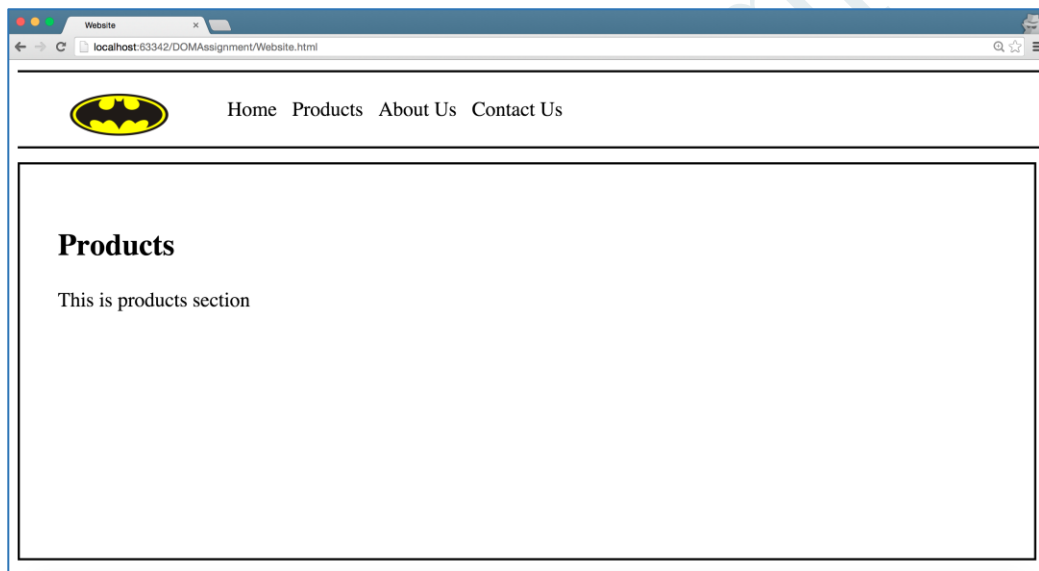 Website
localhost:63342/DOMAssignment/Website.html
Home Products About Us Contact Us
Products
This is products section